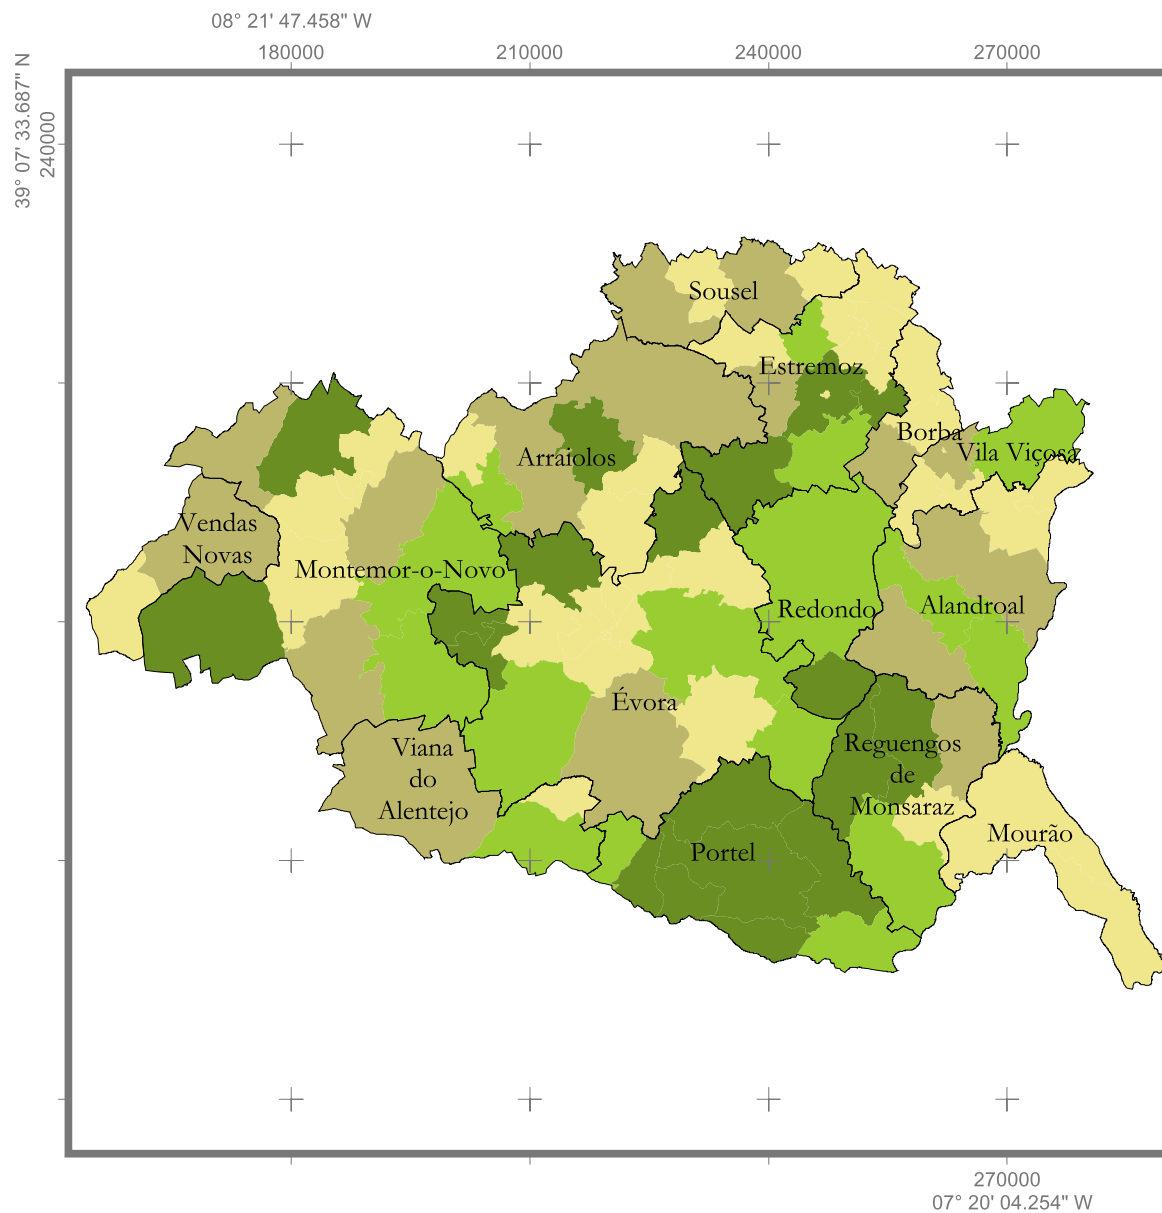 08° 21' 47.458" W
180000
210000
240000
270000
39° 07' 33.687" N
240000
Sousel
Estremoz
Borba
Vila Viçosa
Arraiolos
Vendas
Novas
Montemor-o-Novo
Redondo
Alandroal
Évora
Viana
do
Alentejo
Reguengos
de
Monsaraz
Mourão
Portel
270000
07° 20' 04.254" W